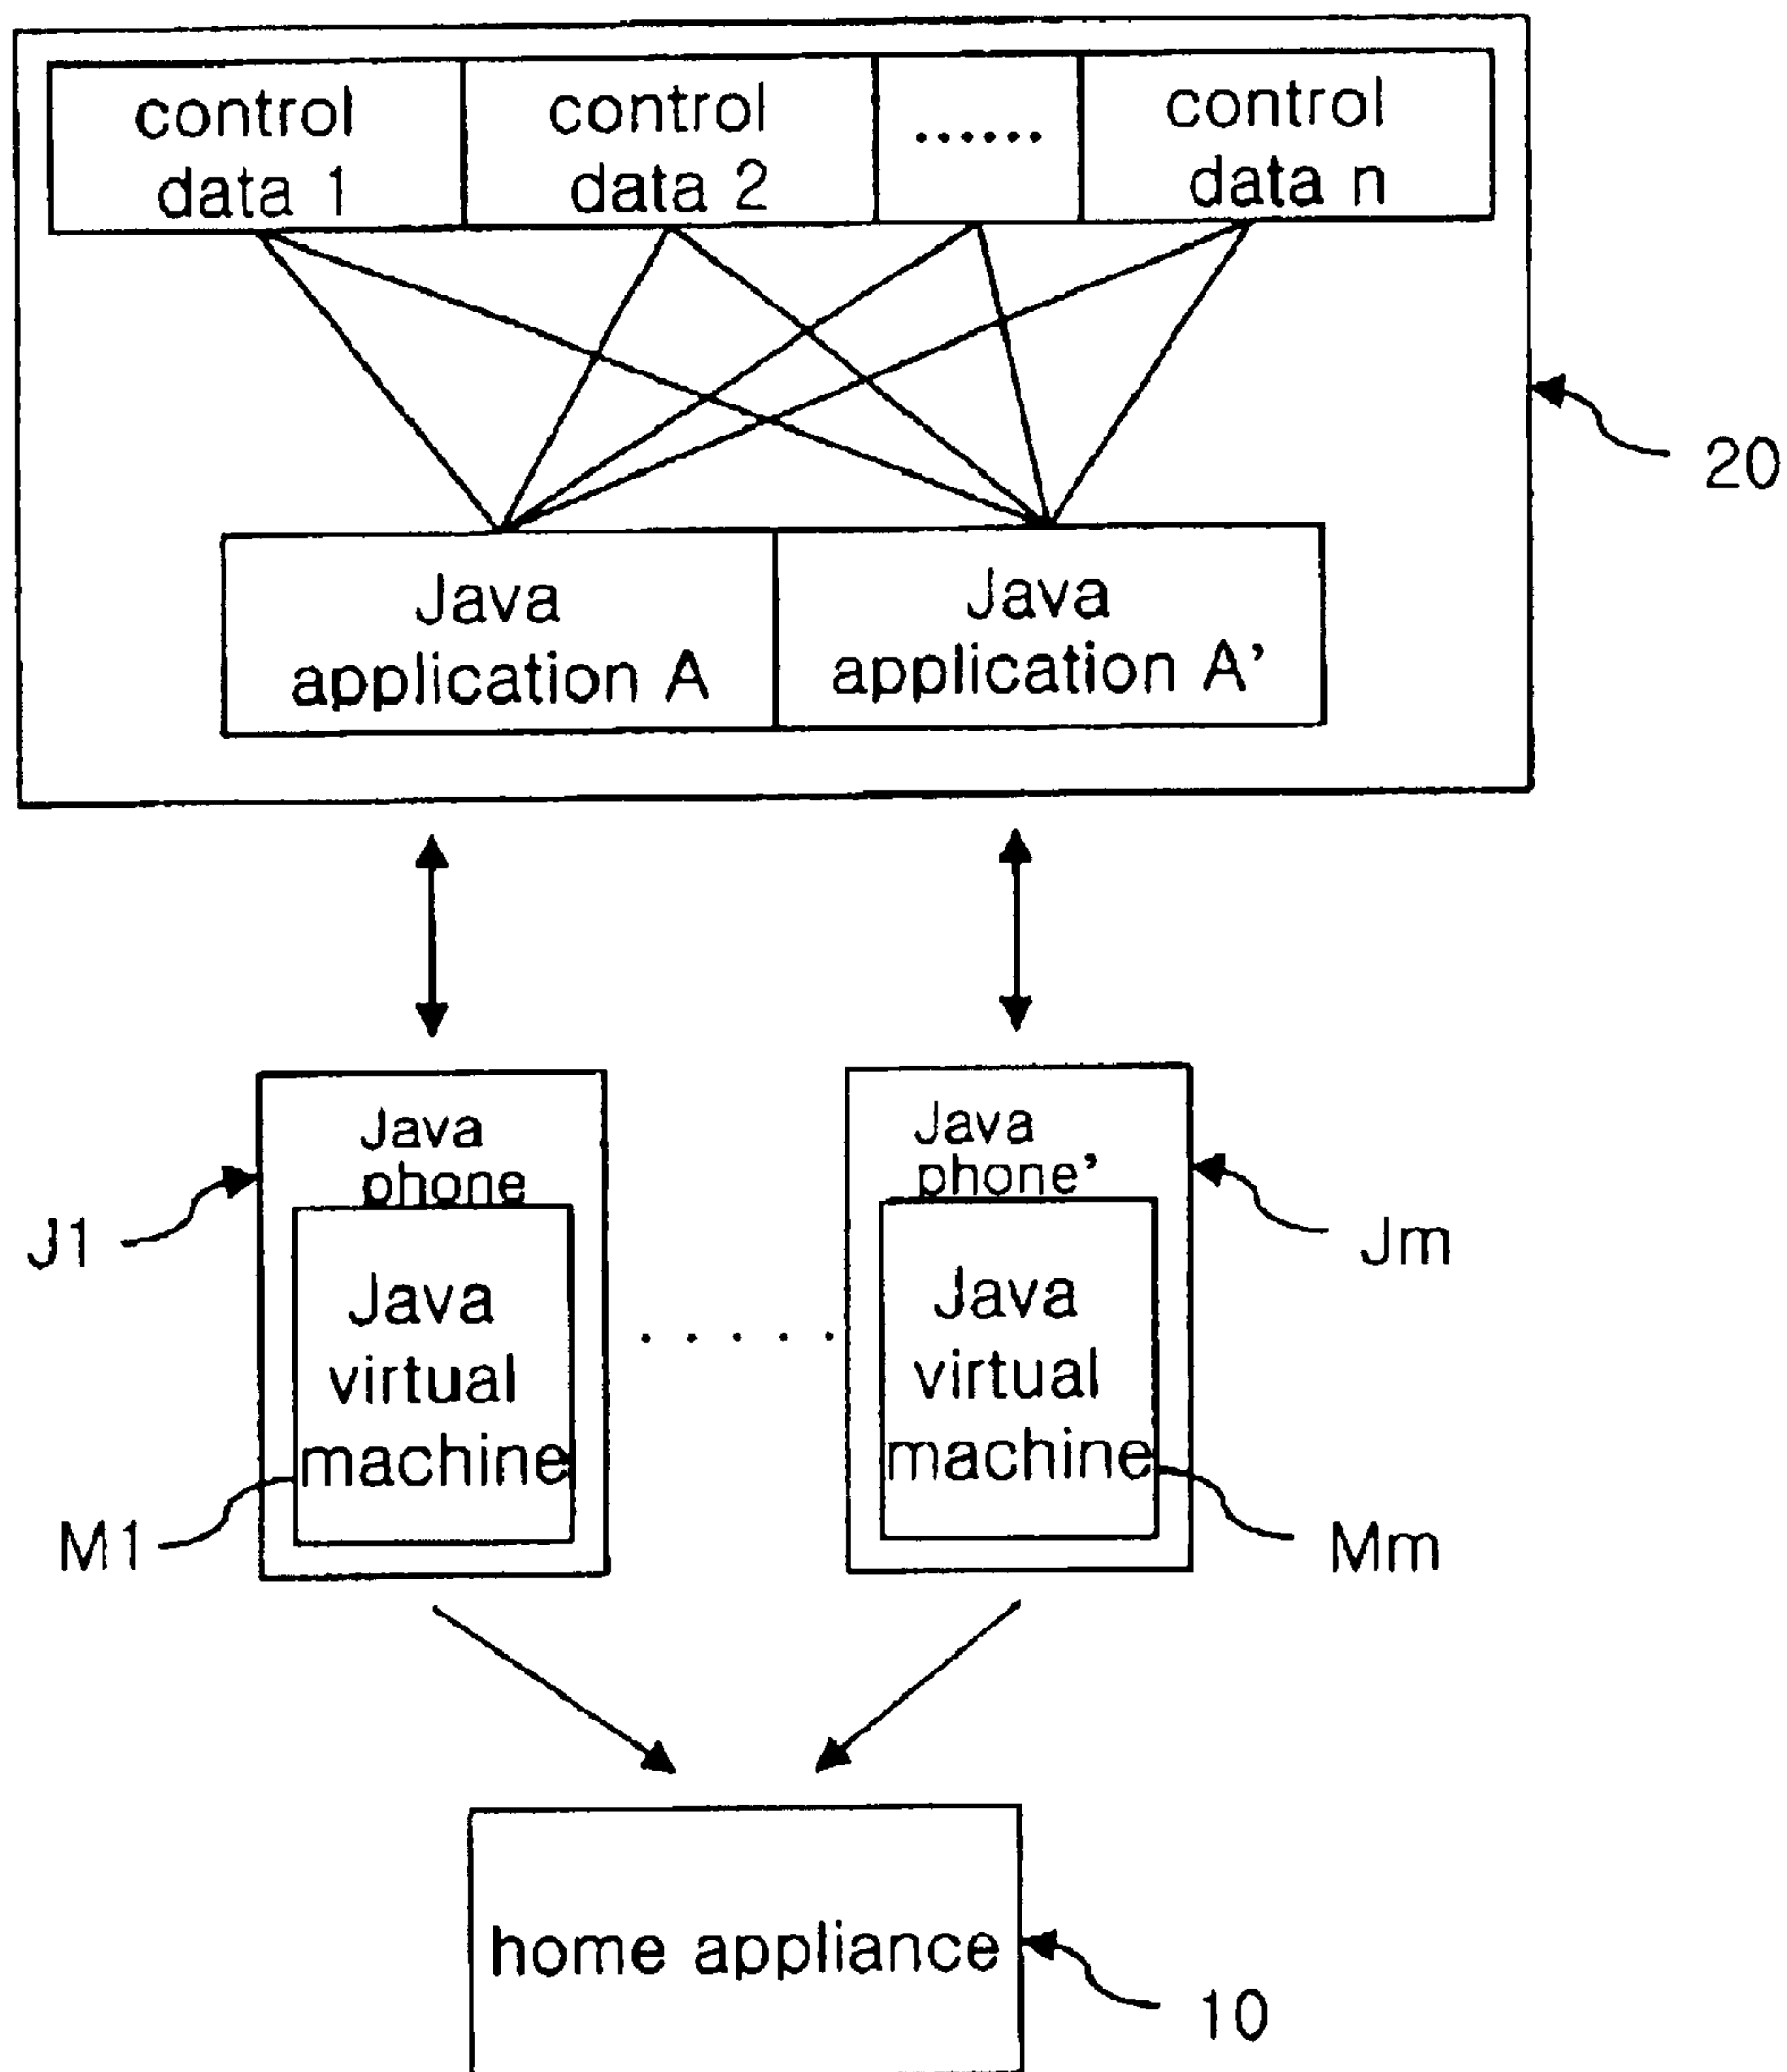 control
data 1
control
data 2
......
control
data n
20
Java
application A
Java
application A'
Java
phone
Java
phone'
J1
Jm
Java
virtual
machine
. . . . .
Java
virtual
machine
M1
Mm
home appliance
10